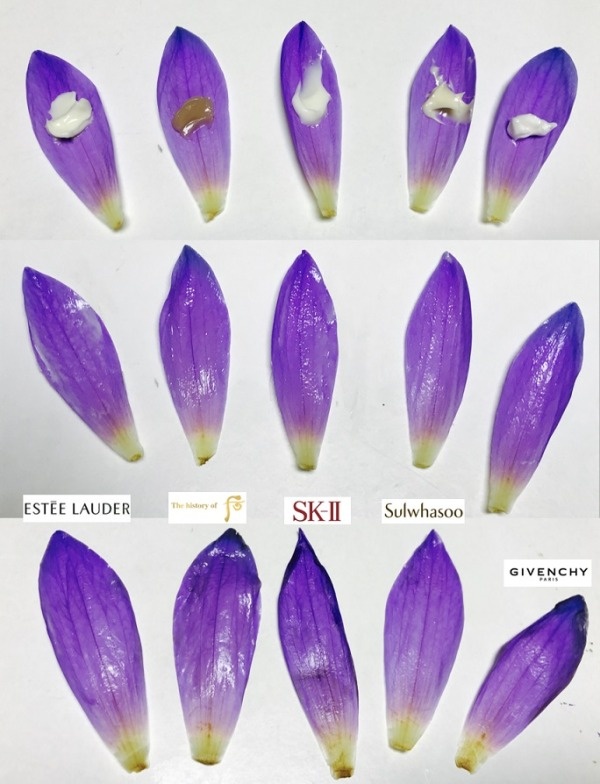 ESTĒE LAUDER
The history of 后
SK-II
Sulwhasoo
GIVENCHY
PARIS